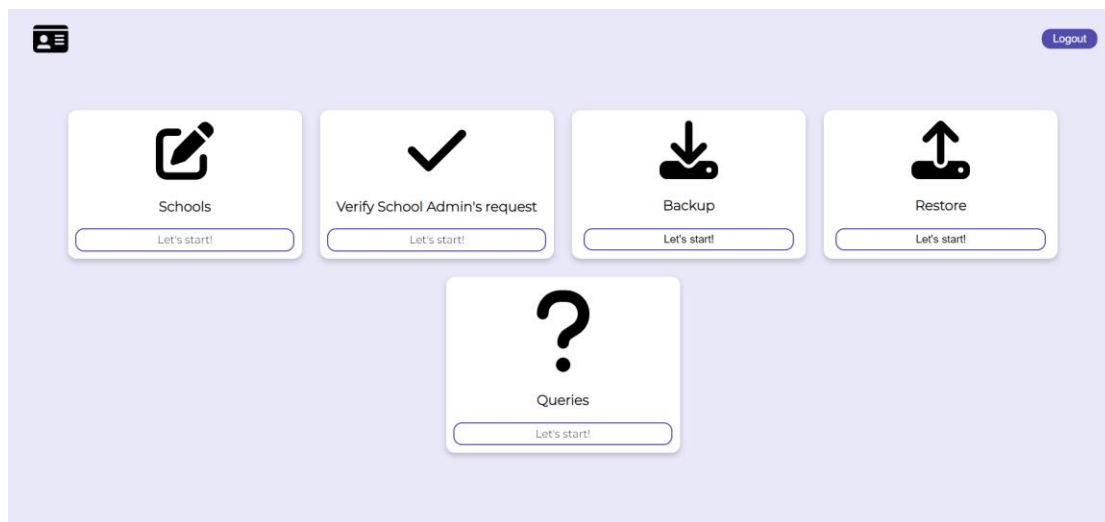 Logout
Schools
Let's start!
Verify School Admin's request
Let's start!
Backup
Let's start!
Restore
Let's start!
Queries
Let's start!